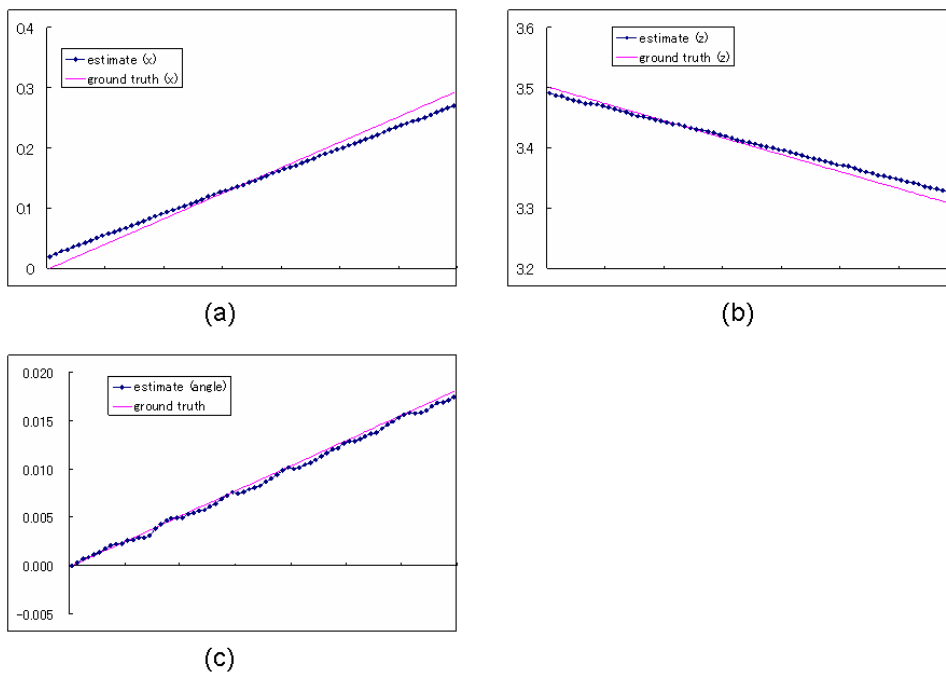 0.4
estimate (x)
ground truth (x)
0.3
0.2
0.1
0
(a)
3.6
estimate (z)
ground truth (z)
3.5
3.4
3.3
3.2
(b)
0.020
estimate (angle)
ground truth
0.015
0.010
0.005
0.000
-0.005
(c)